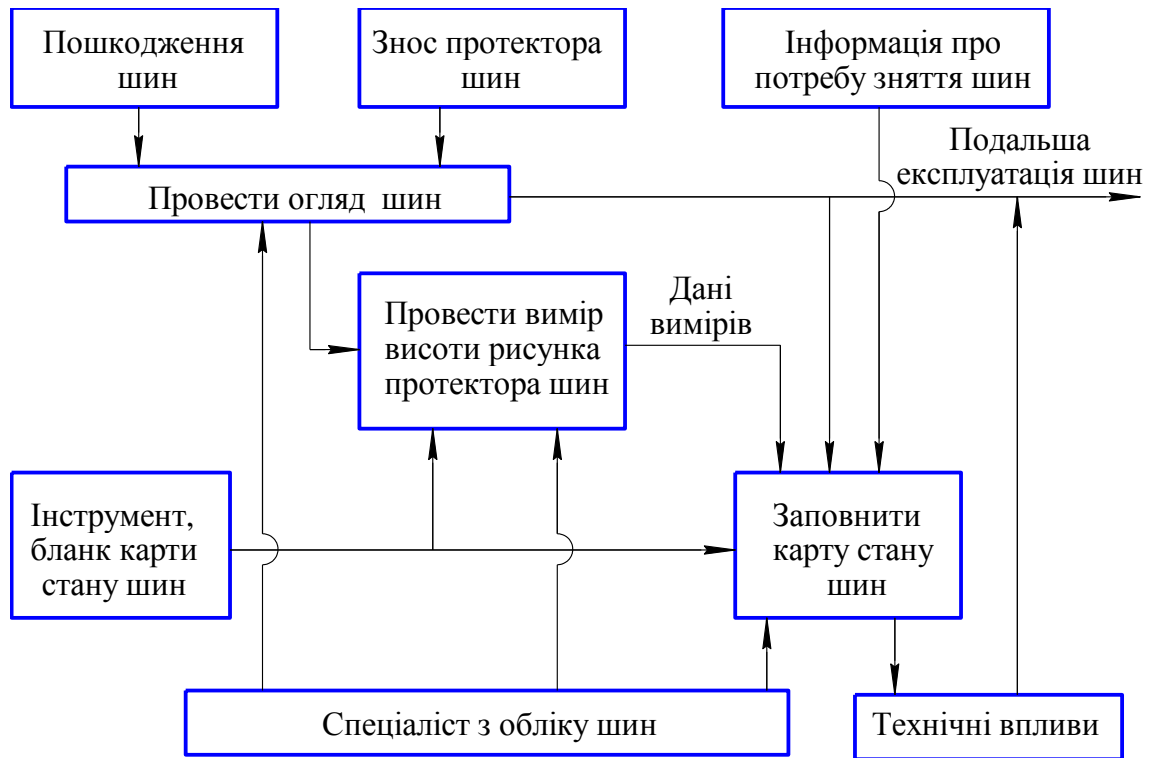 Пошкодження
шин
Знос протектора
шин
Інформація про
потребу зняття шин
Подальша
експлуатація шин
Провести огляд шин
Провести вимір
висоти рисунка
протектора шин
Дані
вимірів
Інструмент,
бланк карти
стану шин
Заповнити
карту стану
шин
Спеціаліст з обліку шин
Технічні впливи